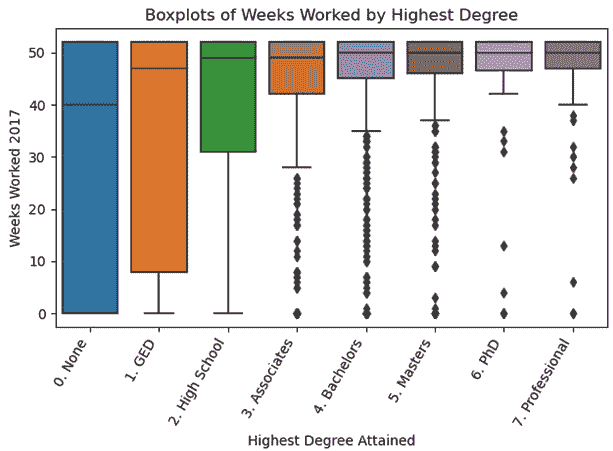 Boxplots of Weeks Worked by Highest Degree
Weeks Worked 2017
50
40
30
20
10
0
0. None
1. GED
2. High School
3. Associates
4. Bachelors
5. Masters
6. PhD
7. Professional
Highest Degree Attained